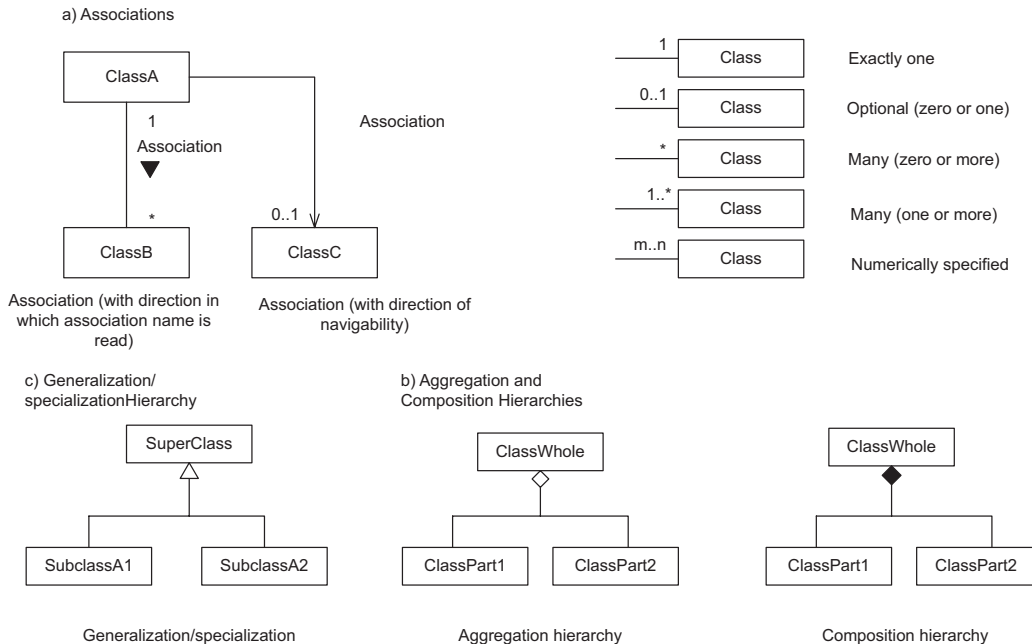 a) Associations
ClassA
1
Association
*
ClassB
Association (with direction in
which association name is
read)
Association
0..1
ClassC
Association (with direction of
navigability)
1
Class
Exactly one
0..1
Class
Optional (zero or one)
*
Class
Many (zero or more)
1..*
Class
Many (one or more)
m..n
Class
Numerically specified
c) Generalization/
specializationHierarchy
SuperClass
SubclassA1
SubclassA2
Generalization/specialization
b) Aggregation and
Composition Hierarchies
ClassWhole
ClassPart1
ClassPart2
Aggregation hierarchy
ClassWhole
ClassPart1
ClassPart2
Composition hierarchy